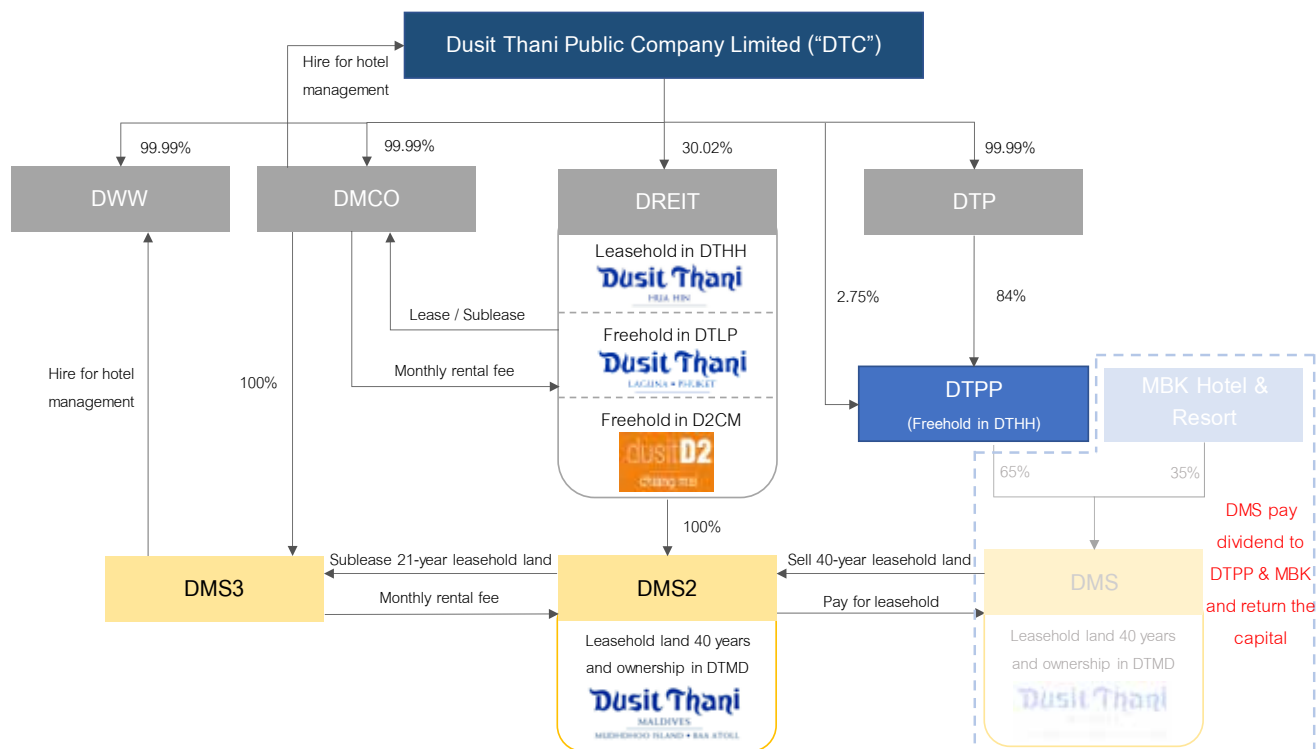 Dusit Thani Public Company Limited (“DTC”)
Hire for hotel
management
99.99%
99.99%
30.02%
99.99%
DWW
DMCO
DREIT
DTP
Leasehold in DTHH
Dusit Thani
HUA HIN
2.75%
84%
Lease / Sublease
Freehold in DTLP
Dusit Thani
LAGUNA • PHUKET
Hire for hotel
management
100%
Monthly rental fee
DTPP
(Freehold in DTHH)
MBK Hotel &
Resort
Freehold in D2CM
dusitD2
chiang mai
65%
35%
100%
DMS pay
dividend to
DTPP & MBK
and return the
capital
DMS3
Sublease 21-year leasehold land
Monthly rental fee
DMS2
Sell 40-year leasehold land
Pay for leasehold
DMS
Leasehold land 40 years
and ownership in DTMD
Dusit Thani
MALDIVES
MUDHDHOO ISLAND • BAA ATOLL
Leasehold land 40 years
and ownership in DTMD
Dusit Thani